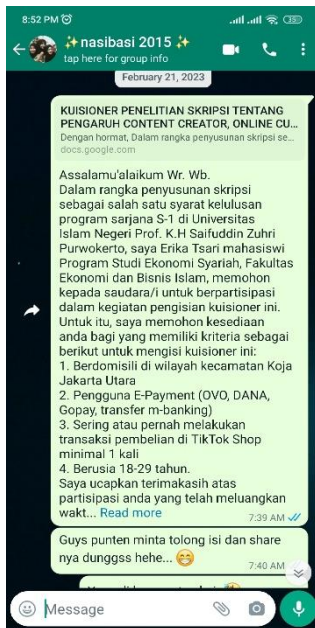 8:52 PM
✨nasibasi 2015✨
tap here for group info
February 21, 2023
KUISIONER PENELITIAN SKRIPSI TENTANG
PENGARUH CONTENT CREATOR, ONLINE CU...
Dengan hormat, Dalam rangka penyusunan skripsi se...
docs.google.com
Assalamu'alaikum Wr. Wb.
Dalam rangka penyusunan skripsi
sebagai salah satu syarat kelulusan
program sarjana S-1 di Universitas
Islam Negeri Prof. K.H Saifuddin Zuhri
Purwokerto, saya Erika Tsari mahasiswi
Program Studi Ekonomi Syariah, Fakultas
Ekonomi dan Bisnis Islam, memohon
kepada saudara/i untuk berpartisipasi
dalam kegiatan pengisian kuisioner ini.
Untuk itu, saya memohon kesediaan
anda bagi yang memiliki kriteria sebagai
berikut untuk mengisi kuisioner ini:
1. Berdomisili di wilayah kecamatan Koja
Jakarta Utara
2. Pengguna E-Payment (OVO, DANA,
Gopay, transfer m-banking)
3. Sering atau pernah melakukan
transaksi pembelian di TikTok Shop
minimal 1 kali
4. Berusia 18-29 tahun.
Saya ucapkan terimakasih atas
partisipasi anda yang telah meluangkan
wakt... Read more
7:39 AM
Guys punten minta tolong isi dan share
nya dunggss hehe... 😁
7:40 AM
Message